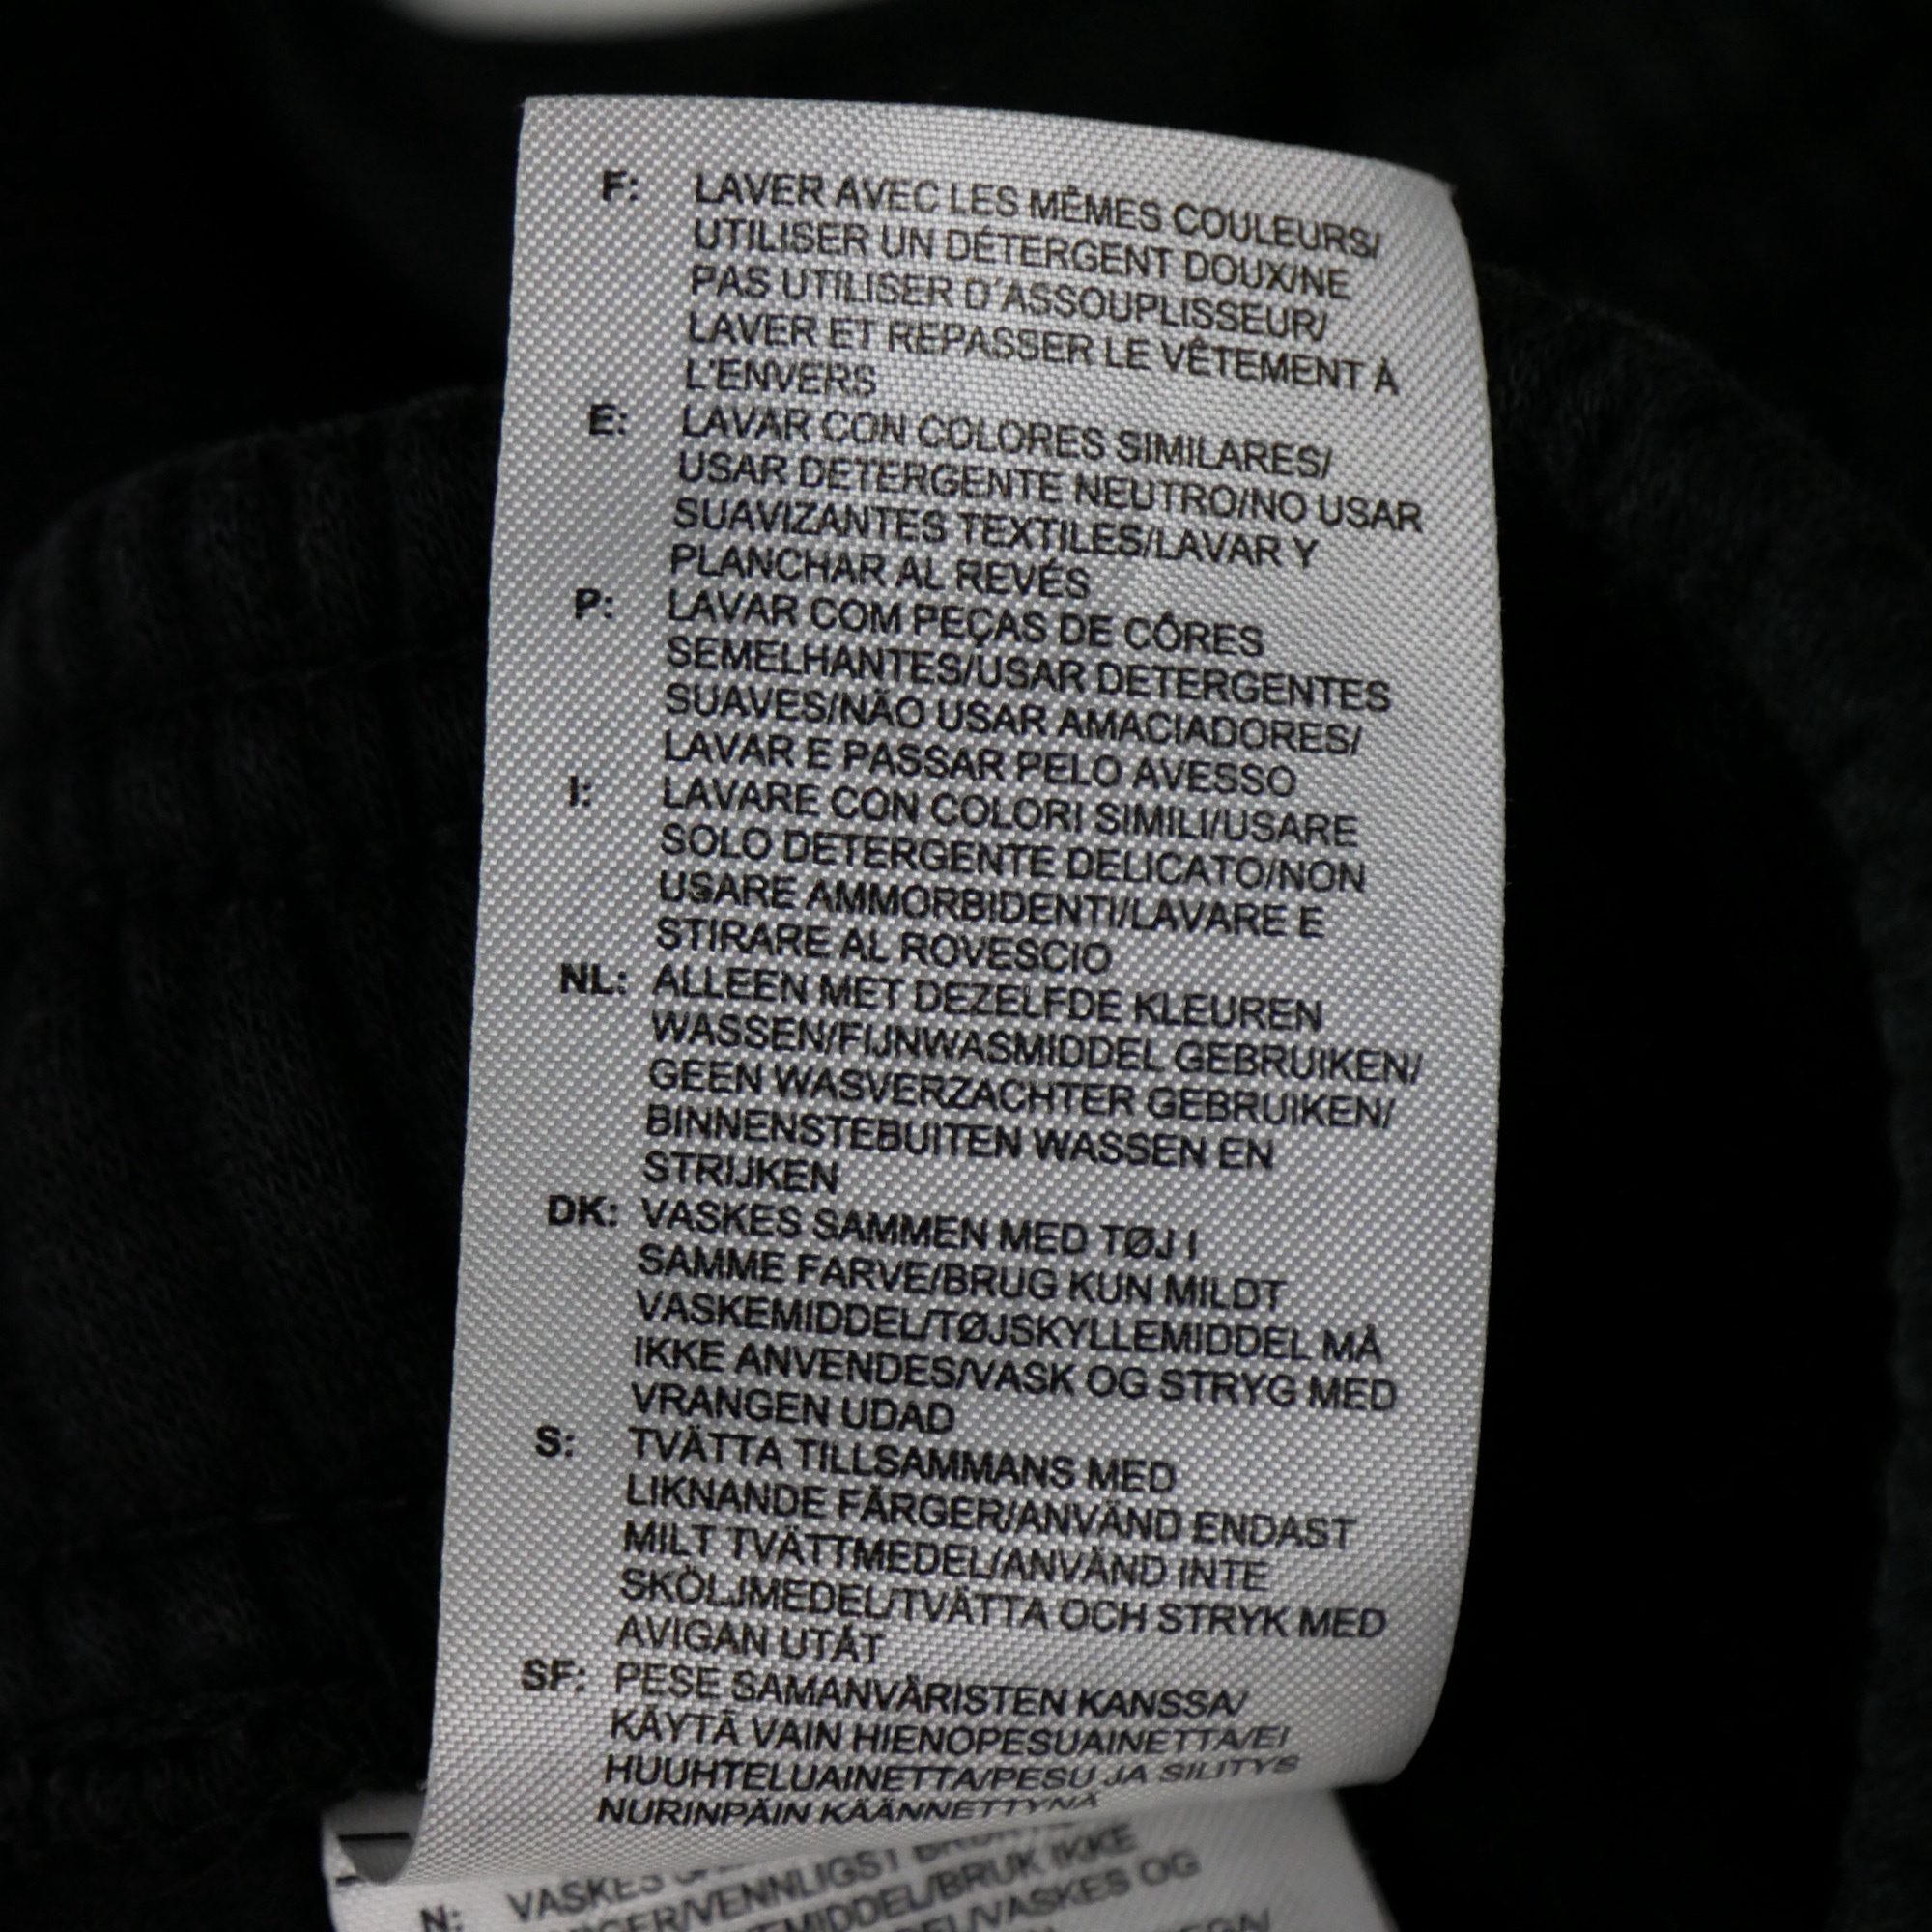 F: LAVER AVEC LES MÊMES COULEURS/
UTILISER UN DÉTERGENT DOUX/NE
PAS UTILISER D'ASSOUPLISSEUR/
LAVER ET REPASSER LE VÊTEMENT À
L'ENVERS
E: LAVAR CON COLORES SIMILARES/
USAR DETERGENTE NEUTRO/NO USAR
SUAVIZANTES TEXTILES/LAVAR Y
PLANCHAR AL REVÉS
P: LAVAR COM PEÇAS DE CÔRES
SEMELHANTES/USAR DETERGENTES
SUAVES/NÃO USAR AMACIADORES/
LAVAR E PASSAR PELO AVESSO
I: LAVARE CON COLORI SIMILI/USARE
SOLO DETERGENTE DELICATO/NON
USARE AMMORBIDENTI/LAVARE E
STIRARE AL ROVESCIO
NL: ALLEEN MET DEZELFDE KLEUREN
WASSEN/FIJNWASMIDDEL GEBRUIKEN/
GEEN WASVERZACHTER GEBRUIKEN/
BINNENSTEBUITEN WASSEN EN
STRIJKEN
DK: VASKES SAMMEN MED TØJ I
SAMME FARVE/BRUG KUN MILDT
VASKEMIDDEL/TØJSKYLLEMIDDEL MÅ
IKKE ANVENDES/VASK OG STRYG MED
VRANGEN UDAD
S: TVÄTTA TILLSAMMANS MED
LIKNANDE FÄRGER/ANVÄND ENDAST
MILT TVÄTTMEDEL/ANVÄND INTE
SKÖLJMEDEL/TVÄTTA OCH STRYK MED
AVIGAN UTÅT
SF: PESE SAMANVÄRISTEN KANSSA/
KÄYTÄ VAIN HIENOPESUAINETTA/EI
HUUHTELUAINETTA/PESU JA SILITYS
NURINPÄIN KÄÄNNETTYNÄ
N: VASKES
/VENNLIGST
/BRUK IKKE
/VASKES OG